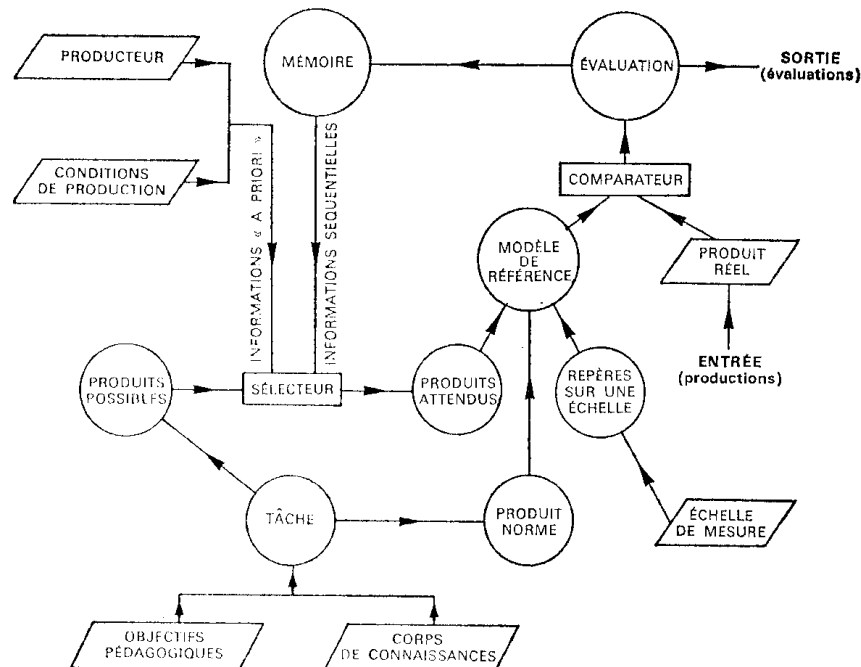 PRODUCTEUR
MÉMOIRE
ÉVALUATION
SORTIE
(évaluations)
CONDITIONS
DE PRODUCTION
INFORMATIONS « A PRIORI »
INFORMATIONS SÉQUENTIELLES
COMPARATEUR
MODÈLE
DE
RÉFÉRENCE
PRODUIT
RÉEL
ENTRÉE
(productions)
PRODUITS
POSSIBLES
SÉLECTEUR
PRODUITS
ATTENDUS
REPÈRES
SUR UNE
ÉCHELLE
TÂCHE
PRODUIT
NORMÉ
ÉCHELLE
DE MESURE
OBJECTIFS
PÉDAGOGIQUES
CORPS
DE CONNAISSANCES